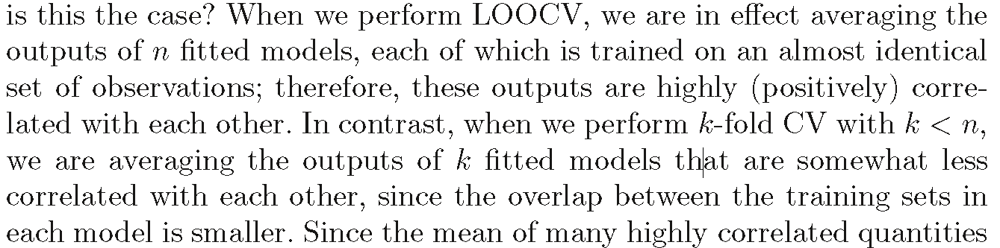 is this the case? When we perform LOOCV, we are in effect averaging the
outputs of n fitted models, each of which is trained on an almost identical
set of observations; therefore, these outputs are highly (positively) corre-
lated with each other. In contrast, when we perform k-fold CV with k < n,
we are averaging the outputs of k fitted models that are somewhat less
correlated with each other, since the overlap between the training sets in
each model is smaller. Since the mean of many highly correlated quantities